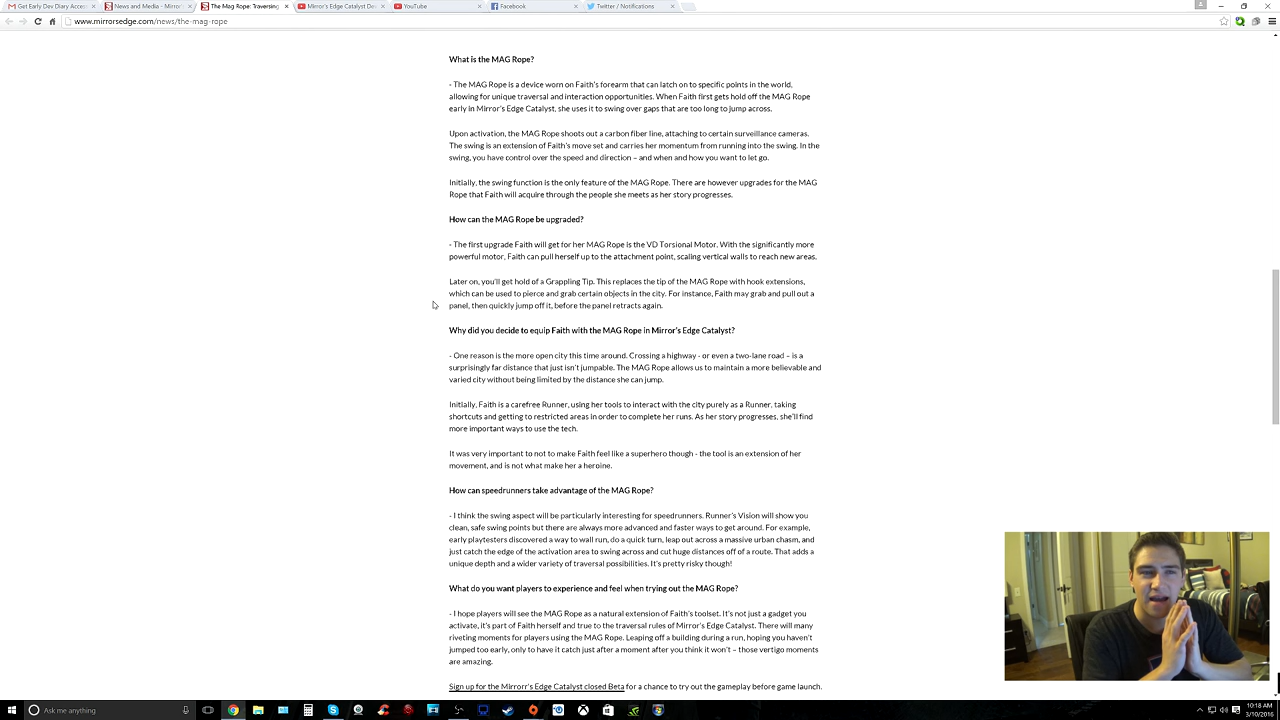 Get Early Dev Diary Acces
News and Media - Mirror
The Mag Rope: Traversing
Mirror's Edge Catalyst De
YouTube
Facebook
Twitter / Notifications
www.mirrorsedge.com/news/the-mag-rope
What is the MAG Rope?
- The MAG Rope is a device worn on Faith's forearm that can latch on to specific points in the world,
allowing for unique traversal and interaction opportunities. When Faith first gets hold off the MAG Rope
early in Mirror's Edge Catalyst, she uses it to swing over gaps that are too long to jump across.
Upon activation, the MAG Rope shoots out a carbon fiber line, attaching to certain surveillance cameras.
The swing is an extension of Faith's move set and carries her momentum from running into the swing. In the
swing, you have control over the speed and direction – and when and how you want to let go.
Initially, the swing function is the only feature of the MAG Rope. There are however upgrades for the MAG
Rope that Faith will acquire through the people she meets as her story progresses.
How can the MAG Rope be upgraded?
- The first upgrade Faith will get for her MAG Rope is the VD Torsional Motor. With the significantly more
powerful motor, Faith can pull herself up to the attachment point, scaling vertical walls to reach new areas.
Later on, you'll get hold of a Grappling Tip. This replaces the tip of the MAG Rope with hook extensions,
which can be used to pierce and grab certain objects in the city. For instance, Faith may grab and pull out a
panel, then quickly jump off it, before the panel retracts again.
Why did you decide to equip Faith with the MAG Rope in Mirror's Edge Catalyst?
- One reason is the more open city this time around. Crossing a highway - or even a two-lane road – is a
surprisingly far distance that just isn't jumpable. The MAG Rope allows us to maintain a more believable and
varied city without being limited by the distance she can jump.
Initially, Faith is a carefree Runner, using her tools to interact with the city purely as a Runner, taking
shortcuts and getting to restricted areas in order to complete her runs. As her story progresses, she'll find
more important ways to use the tech.
It was very important to not to make Faith feel like a superhero though - the tool is an extension of her
movement, and is not what make her a heroine.
How can speedrunners take advantage of the MAG Rope?
- I think the swing aspect will be particularly interesting for speedrunners. Runner's Vision will show you
clean, safe swing points but there are always more advanced and faster ways to get around. For example,
early playtesters discovered a way to wall run, do a quick turn, leap out across a massive urban chasm, and
just catch the edge of the activation area to swing across and cut huge distances off of a route. That adds a
unique depth and a wider variety of traversal possibilities. It's pretty risky though!
What do you want players to experience and feel when trying out the MAG Rope?
- I hope players will see the MAG Rope as a natural extension of Faith's toolset. It's not just a gadget you
activate, it's part of Faith herself and true to the traversal rules of Mirror's Edge Catalyst. There will many
riveting moments for players using the MAG Rope. Leaping off a building during a run, hoping you haven't
jumped too early, only to have it catch just after a moment after you think it won't – those vertigo moments
are amazing.
Sign up for the Mirrorr's Edge Catalyst closed Beta for a chance to try out the gameplay before game launch.
Ask me anything
10:18 AM
3/10/2016